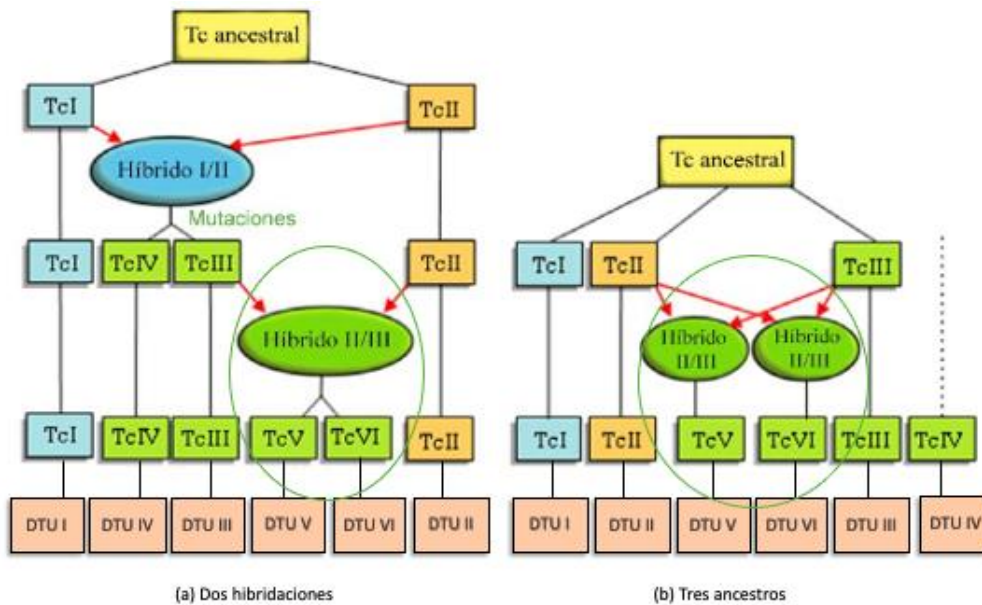 Tc ancestral
TcI
TcII
Híbrido I/II
Mutaciones
TcI
TcIV
TcIII
TcII
Híbrido II/III
TcI
TcIV
TcIII
TcV
TcVI
TcII
DTU I
DTU IV
DTU III
DTU V
DTU VI
DTU II
(a) Dos hibridaciones
Tc ancestral
TcI
TcII
TcIII
Híbrido
II/III
Híbrido
II/III
TcI
TcII
TcV
TcVI
TcIII
TcIV
DTU I
DTU II
DTU V
DTU VI
DTU III
DTU IV
(b) Tres ancestros